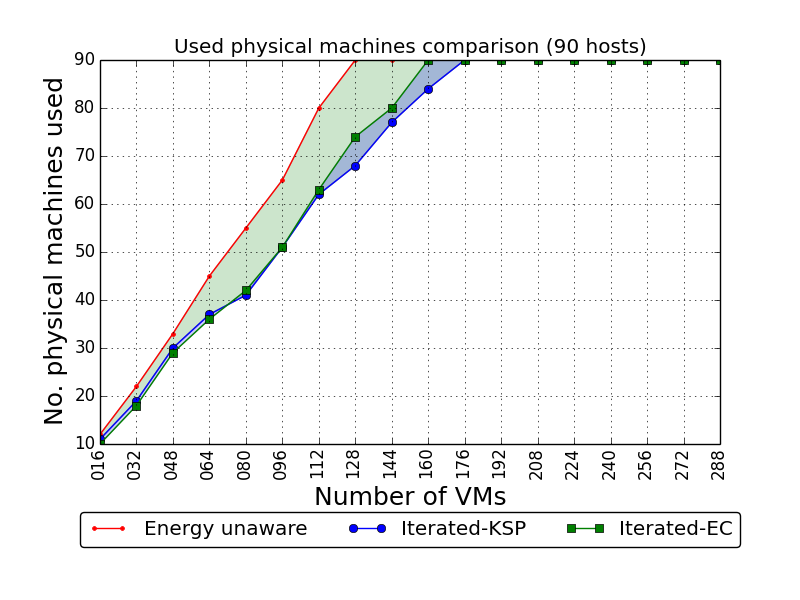 Used physical machines comparison (90 hosts)
No. physical machines used
90
80
70
60
50
40
30
20
10
016 032 048 064 080 096 112 128 144 160 176 192 208 224 240 256 272 288
Number of VMs
Energy unaware Iterated-KSP Iterated-EC